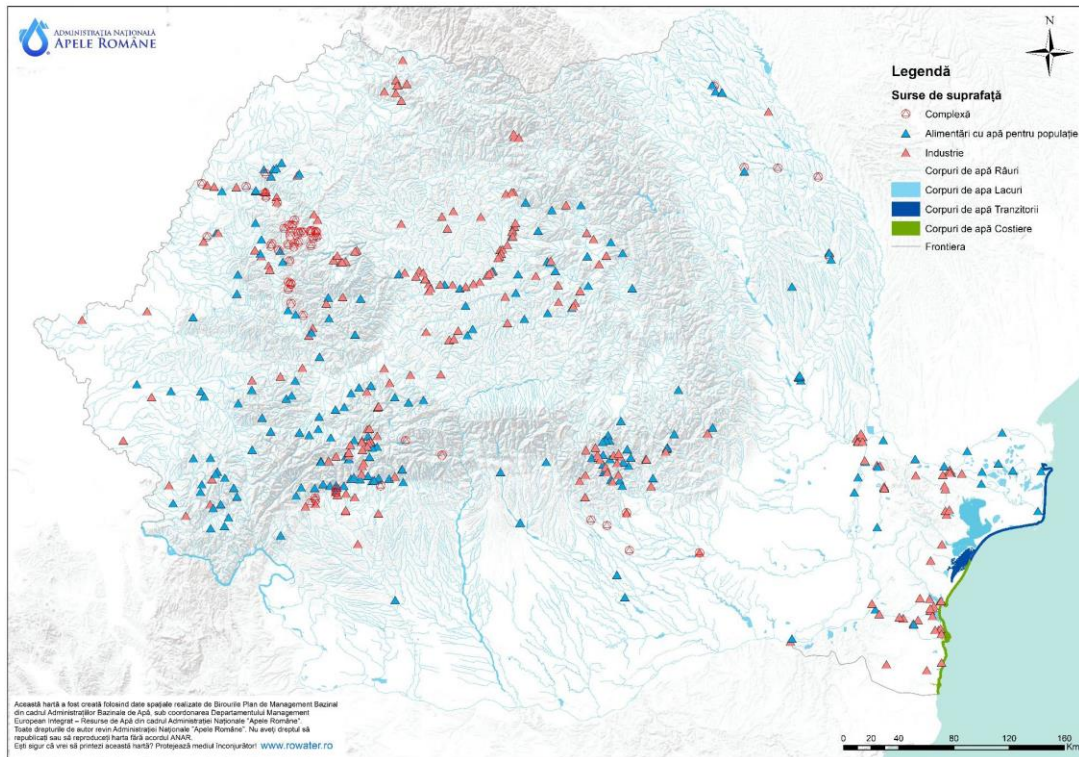 ADMINISTRAȚIA NAȚIONALĂ
APELE ROMÂNE
N
Legendă
Surse de suprafață
Complexă
Alimentări cu apă pentru populație
Industrie
Corpuri de apă Râuri
Corpuri de apa Lacuri
Corpuri de apă Tranzitorii
Corpuri de apă Costiere
Frontiera
Această hartă a fost creată folosind date spațiale realizate de Birourile Plan de Management Bazinal
din cadrul Administrațiilor Bazinale de Apă, sub coordonarea Departamentului Management
European Integrat – Resurse de Apă din cadrul Administrației Naționale "Apele Române".
Toate drepturile de autor revin Administrației Naționale "Apele Române". Nu aveți dreptul să
republicați sau să reproduceți harta fără acordul ANAR.
Ești sigur că vrei să printezi această hartă? Protejează mediul înconjurător! www.rowater.ro
0 20 40 80 120 160
Km